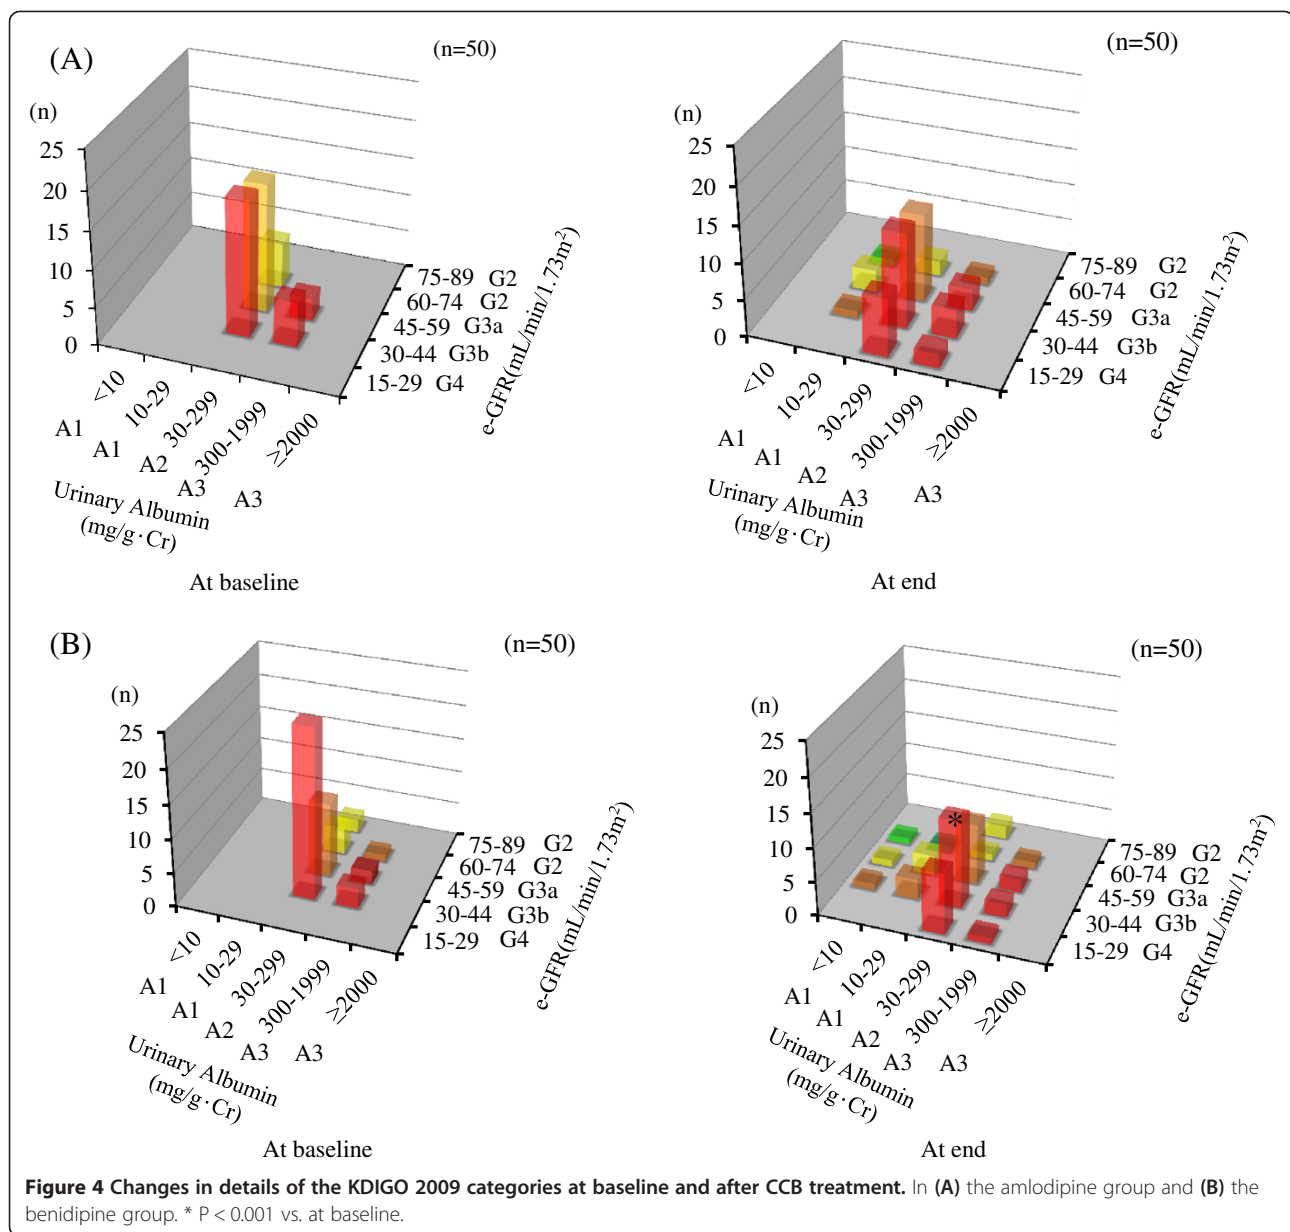 (A)
(n=50)
(n)
25
20
15
10
5
0
75-89 G2
60-74 G2
45-59 G3a
30-44 G3b
15-29 G4
e-GFR(mL/min/1.73m²)
<10
10-29
30-299
300-1999
≥2000
A1
A1
A2
A3
A3
Urinary Albumin
(mg/g·Cr)
At baseline
(n=50)
(n)
25
20
15
10
5
0
75-89 G2
60-74 G2
45-59 G3a
30-44 G3b
15-29 G4
e-GFR(mL/min/1.73m²)
<10
10-29
30-299
300-1999
≥2000
A1
A1
A2
A3
A3
Urinary Albumin
(mg/g·Cr)
At end
(B)
(n=50)
(n)
25
20
15
10
5
0
75-89 G2
60-74 G2
45-59 G3a
30-44 G3b
15-29 G4
e-GFR(mL/min/1.73m²)
<10
10-29
30-299
300-1999
≥2000
A1
A1
A2
A3
A3
Urinary Albumin
(mg/g·Cr)
At baseline
(n=50)
(n)
25
20
15
10
5
0
*
75-89 G2
60-74 G2
45-59 G3a
30-44 G3b
15-29 G4
e-GFR(mL/min/1.73m²)
<10
10-29
30-299
300-1999
≥2000
A1
A1
A2
A3
A3
Urinary Albumin
(mg/g·Cr)
At end
Figure 4 Changes in details of the KDIGO 2009 categories at baseline and after CCB treatment. In (A) the amlodipine group and (B) the
benidipine group. * P < 0.001 vs. at baseline.